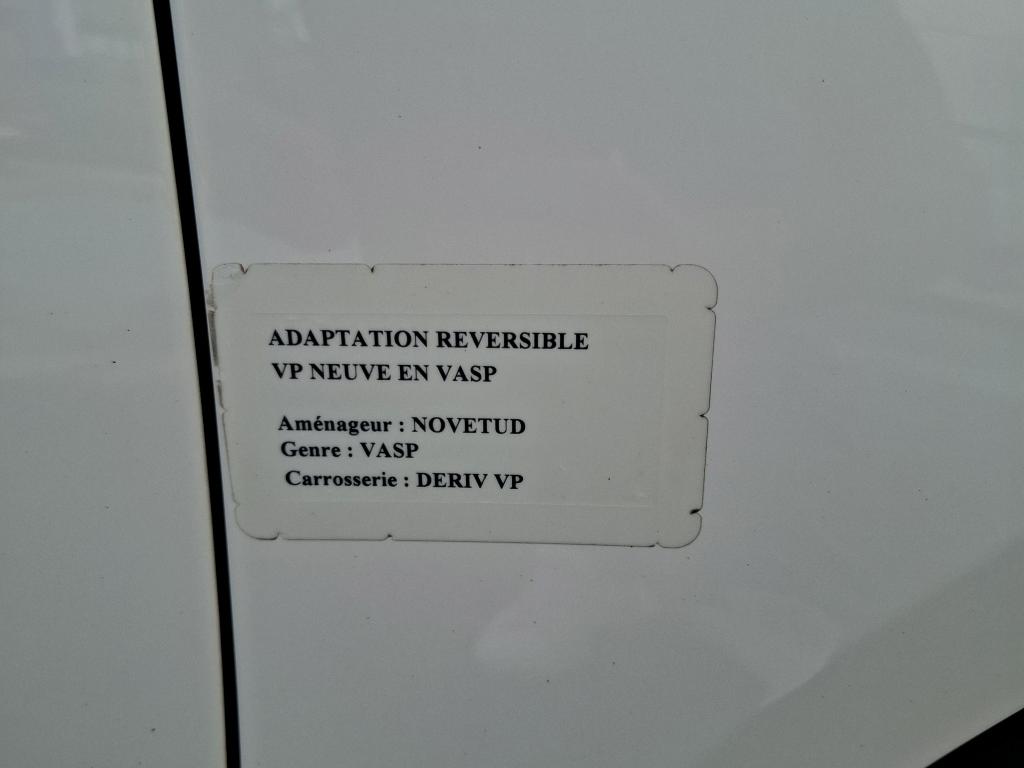 ADAPTATION REVERSIBLE
VP NEUVE EN VASP
Aménageur : NOVETUD
Genre : VASP
Carrosserie : DERIV VP